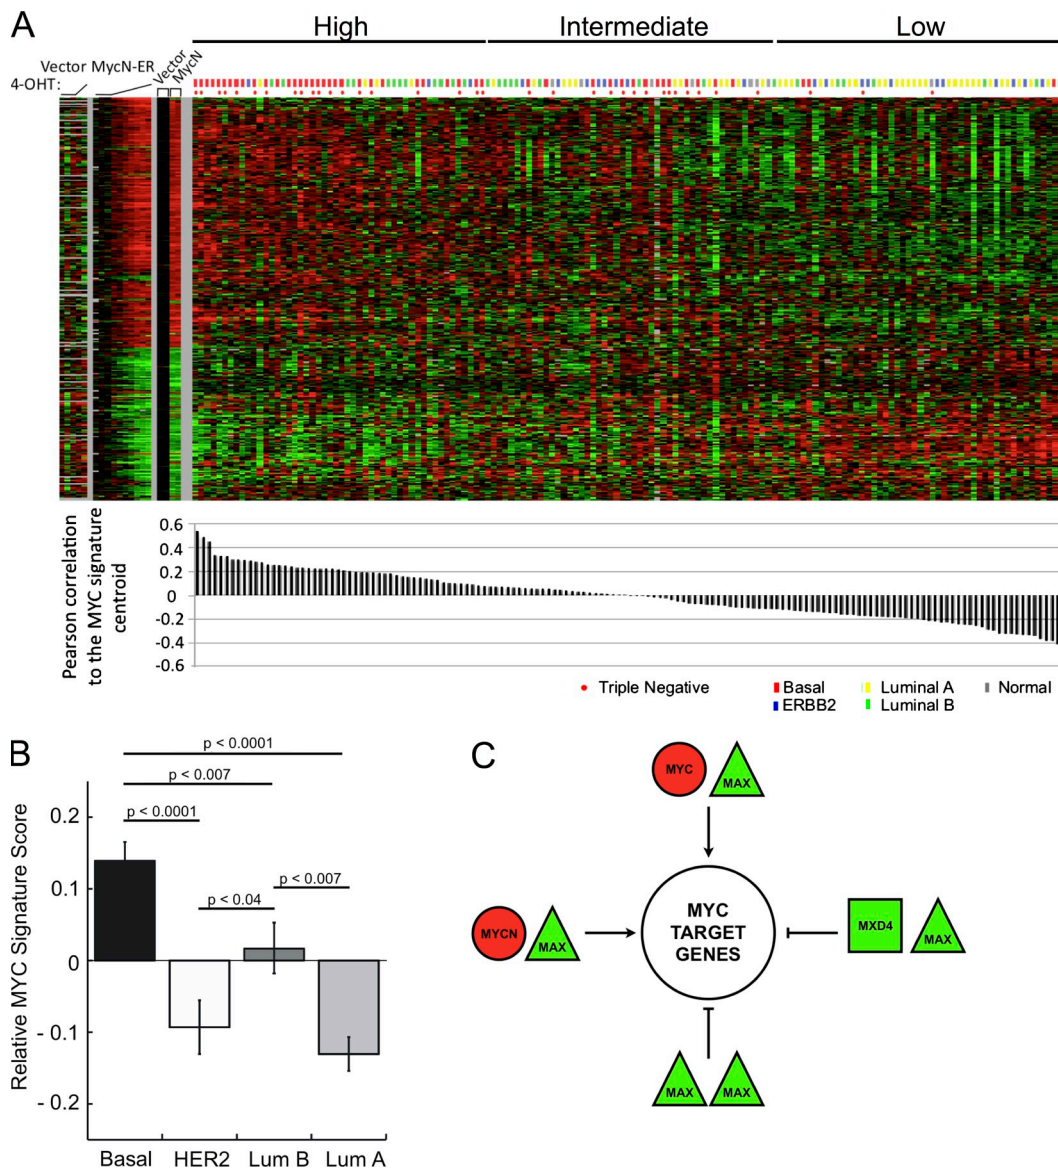 A
High Intermediate Low
Vector MycN-ER Vector MycN
4-OHT:
Pearson correlation
to the MYC signature
centroid
0.6
0.4
0.2
0
-0.2
-0.4
-0.6
Triple Negative Basal Luminal A Normal
ERBB2 Luminal B
B
p < 0.0001
p < 0.007
p < 0.0001
p < 0.007
p < 0.04
Relative MYC Signature Score
0.2
0.1
0
- 0.1
- 0.2
Basal HER2 Lum B Lum A
C
MYC MAX
MYCN MAX
MYC
TARGET
GENES
MXD4 MAX
MAX MAX